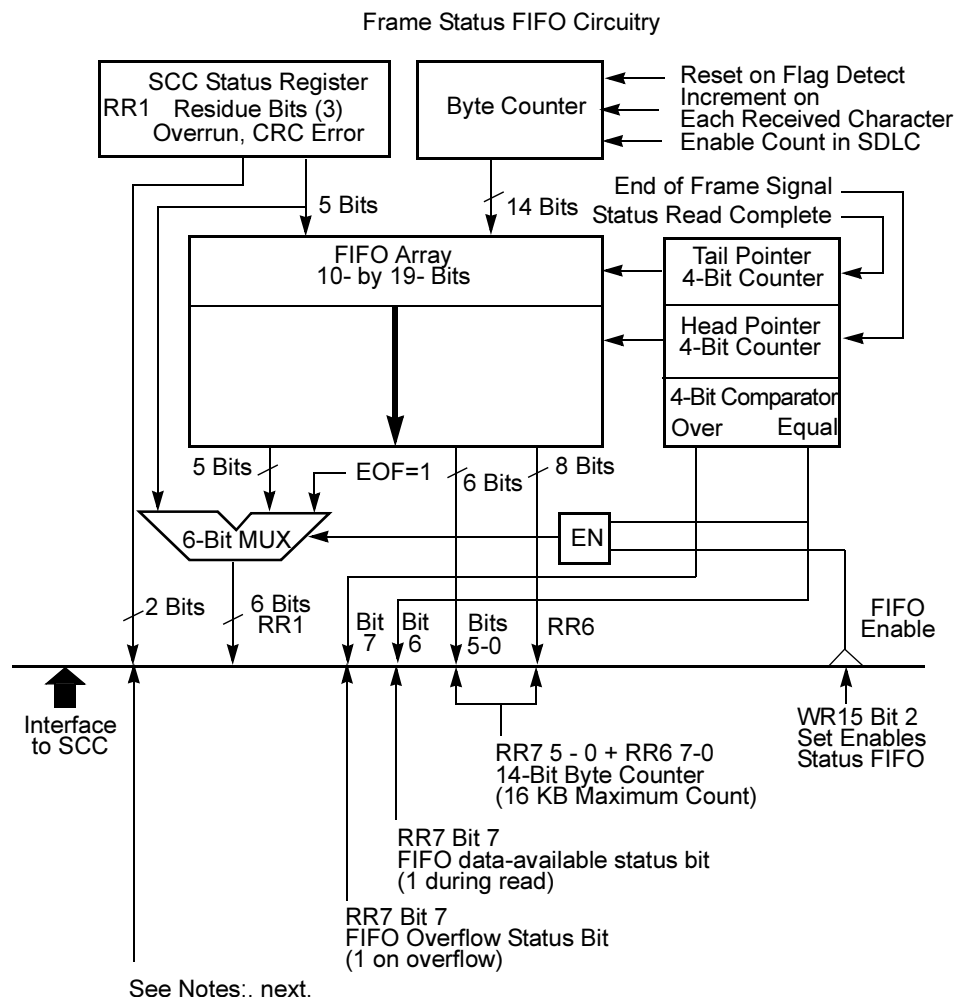 Frame Status FIFO Circuitry
SCC Status Register
RR1 Residue Bits (3)
Overrun, CRC Error
Byte Counter
Reset on Flag Detect
Increment on
Each Received Character
Enable Count in SDLC
End of Frame Signal
Status Read Complete
5 Bits
14 Bits
FIFO Array
10- by 19- Bits
Tail Pointer
4-Bit Counter
Head Pointer
4-Bit Counter
4-Bit Comparator
Over Equal
5 Bits
EOF=1
6 Bits
8 Bits
6-Bit MUX
EN
2 Bits
6 Bits
RR1
Bit
7
Bit
6
Bits
5-0
RR6
FIFO
Enable
Interface
to SCC
WR15 Bit 2
Set Enables
Status FIFO
RR7 5 - 0 + RR6 7-0
14-Bit Byte Counter
(16 KB Maximum Count)
RR7 Bit 7
FIFO data-available status bit
(1 during read)
RR7 Bit 7
FIFO Overflow Status Bit
(1 on overflow)
See Notes:, next.